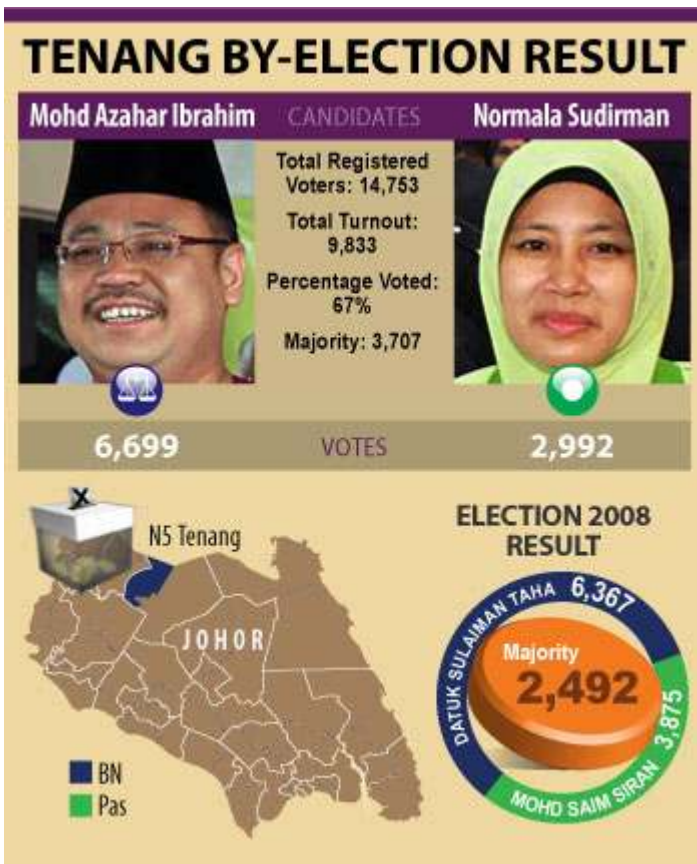 TENANG BY-ELECTION RESULT
Mohd Azahar Ibrahim
CANDIDATES
Normala Sudirman
Total Registered
Voters: 14,753
Total Turnout:
9,833
Percentage Voted:
67%
Majority: 3,707
6,699
VOTES
2,992
N5 Tenang
JOHOR
BN
Pas
ELECTION 2008
RESULT
DATUK SULAIMAN TAHA 6,367
Majority
2,492
MOHD SAIM SIRAN 3,875